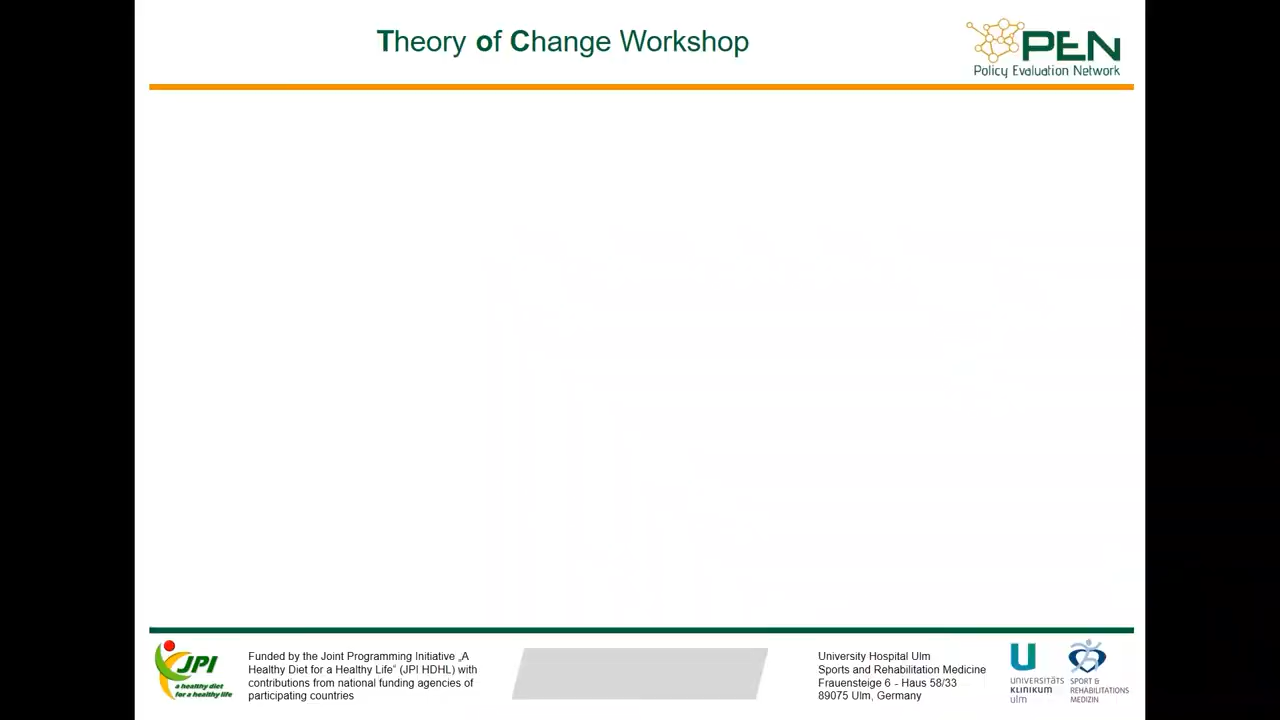 Theory of Change Workshop
PEN
Policy Evaluation Network
JPI
a healthy diet
for a healthy life
Funded by the Joint Programming Initiative „A
Healthy Diet for a Healthy Life“ (JPI HDHL) with
contributions from national funding agencies of
participating countries
University Hospital Ulm
Sports and Rehabilitation Medicine
Frauensteige 6 - Haus 58/33
89075 Ulm, Germany
U
UNIVERSITÄTS
KLINIKUM
ulm
SPORT &
REHABILITATIONS
MEDIZIN